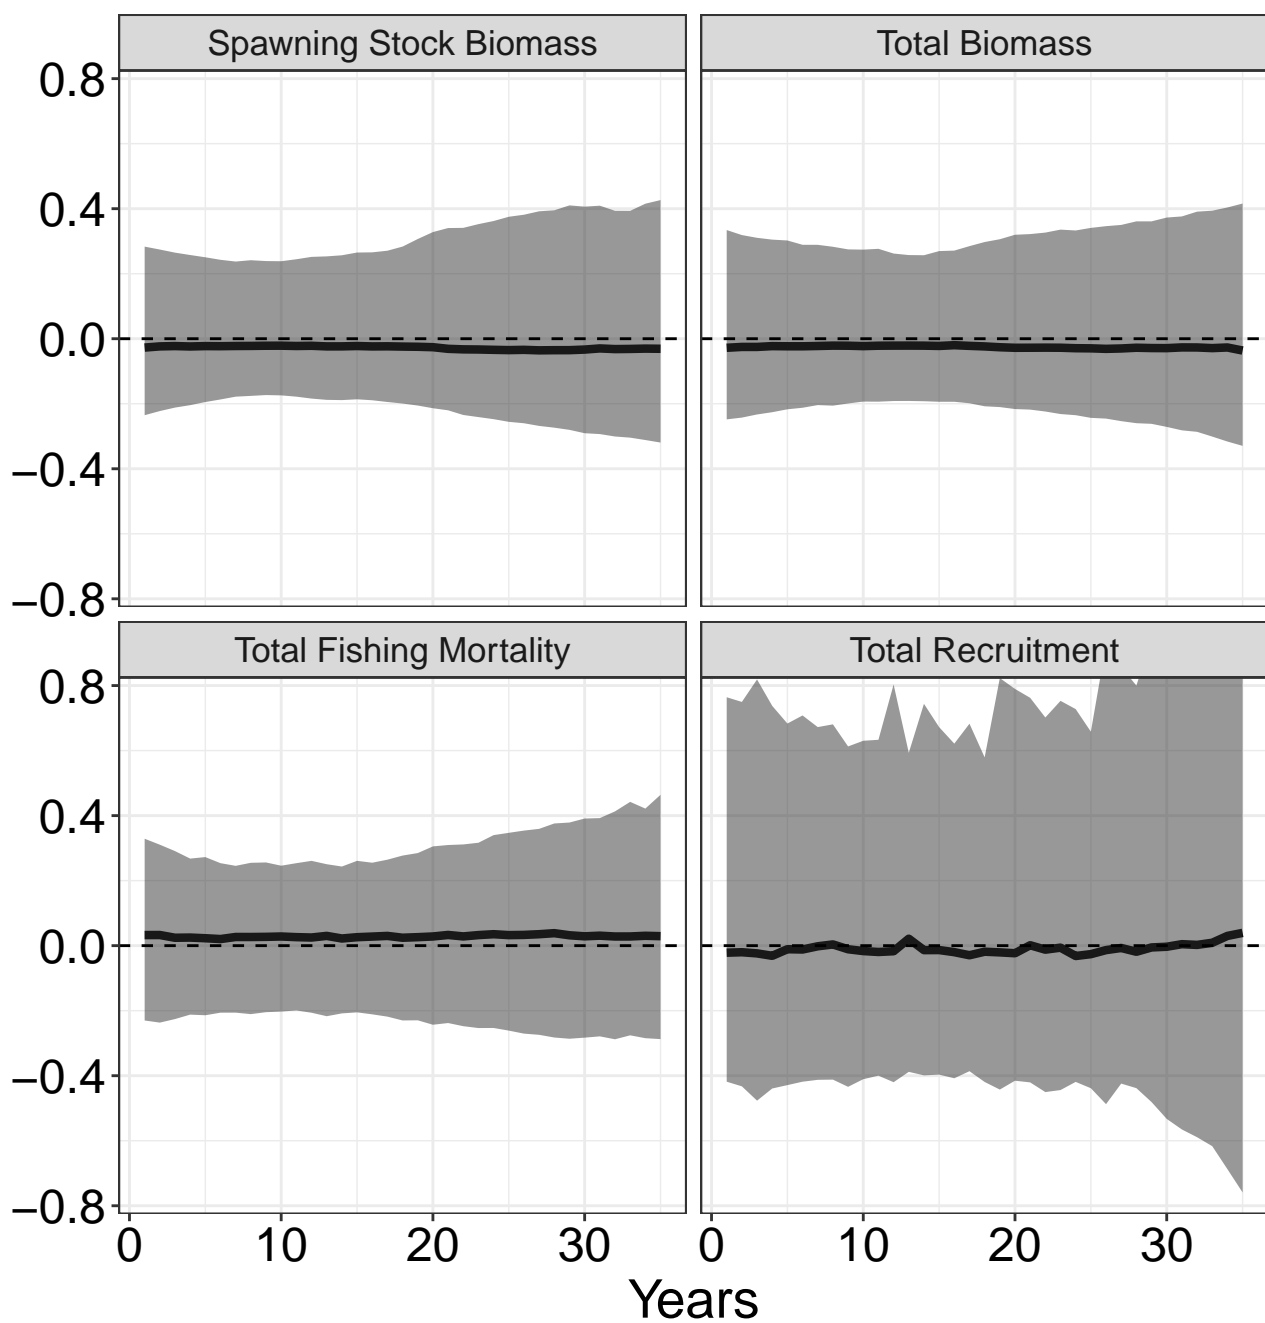 Spawning Stock Biomass
Total Biomass
0.8
0.4
0.0
−0.4
−0.8
Total Fishing Mortality
Total Recruitment
0.8
0.4
0.0
−0.4
−0.8
0 10 20 30
0 10 20 30
Years